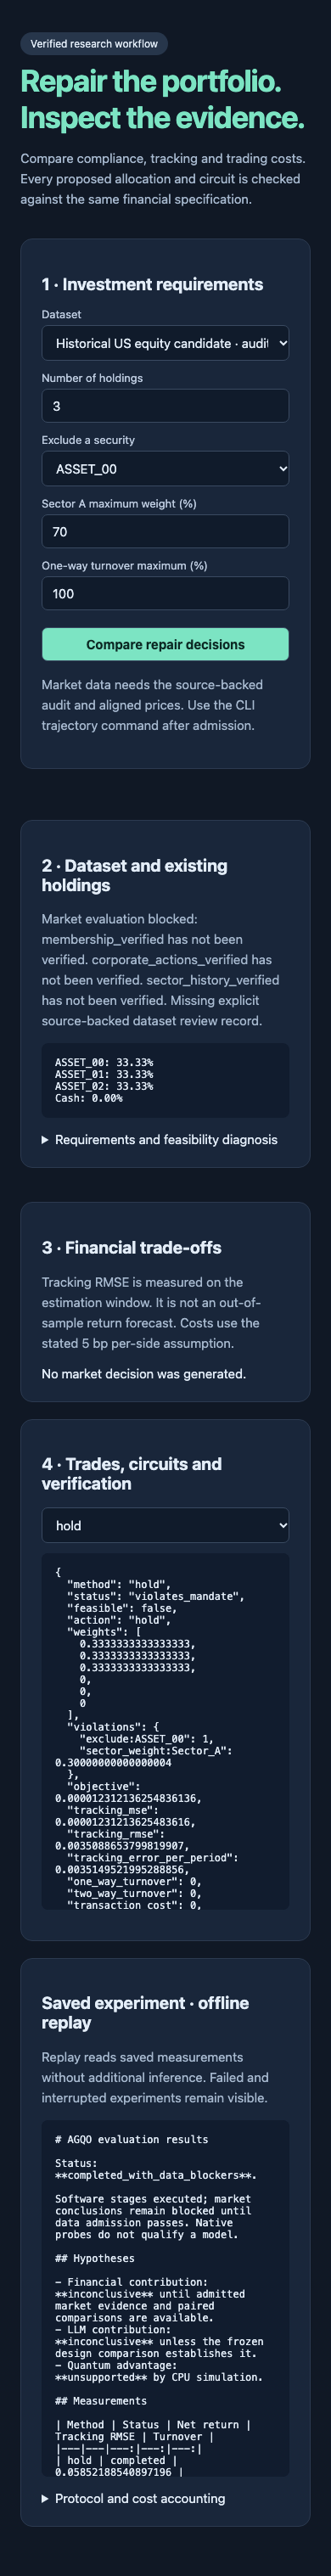 Verified research workflow
Repair the portfolio.
Inspect the evidence.
Compare compliance, tracking and trading costs.
Every proposed allocation and circuit is checked
against the same financial specification.
1 · Investment requirements
Dataset
Historical US equity candidate · audit
Number of holdings
3
Exclude a security
ASSET_00
Sector A maximum weight (%)
70
One-way turnover maximum (%)
100
Compare repair decisions
Market data needs the source-backed
audit and aligned prices. Use the CLI
trajectory command after admission.
2 · Dataset and existing
holdings
Market evaluation blocked:
membership_verified has not been
verified. corporate_actions_verified has
not been verified. sector_history_verified
has not been verified. Missing explicit
source-backed dataset review record.
ASSET_00: 33.33%
ASSET_01: 33.33%
ASSET_02: 33.33%
Cash: 0.00%
▶ Requirements and feasibility diagnosis
3 · Financial trade-offs
Tracking RMSE is measured on the
estimation window. It is not an out-of-
sample return forecast. Costs use the
stated 5 bp per-side assumption.
No market decision was generated.
4 · Trades, circuits and
verification
hold
{
"method": "hold",
"status": "violates_mandate",
"feasible": false,
"action": "hold",
"weights": [
0.3333333333333333,
0.3333333333333333,
0.3333333333333333,
0,
0,
0
],
"violations": {
"exclude:ASSET_00": 1,
"sector_weight:Sector_A":
0.30000000000000004
},
"objective":
0.000012312136254836136,
"tracking_mse":
0.00001231213625483616,
"tracking_rmse":
0.0035088653799819907,
"tracking_error_per_period":
0.0035149521995288856,
"one_way_turnover": 0,
"two_way_turnover": 0,
"transaction_cost": 0,
Saved experiment · offline
replay
Replay reads saved measurements
without additional inference. Failed and
interrupted experiments remain visible.
# AGQO evaluation results
Status:
**completed_with_data_blockers**.
Software stages executed; market
conclusions remain blocked until
data admission passes. Native
probes do not qualify a model.
## Hypotheses
- Financial contribution:
**inconclusive** until admitted
market evidence and paired
comparisons are available.
- LLM contribution:
**inconclusive** unless the frozen
design comparison establishes it.
- Quantum advantage:
**unsupported** by CPU simulation.
## Measurements
| Method | Status | Net return |
Tracking RMSE | Turnover |
|---|---|---:|---:|---:|
| hold | completed |
0.05852188540897196 |
▶ Protocol and cost accounting